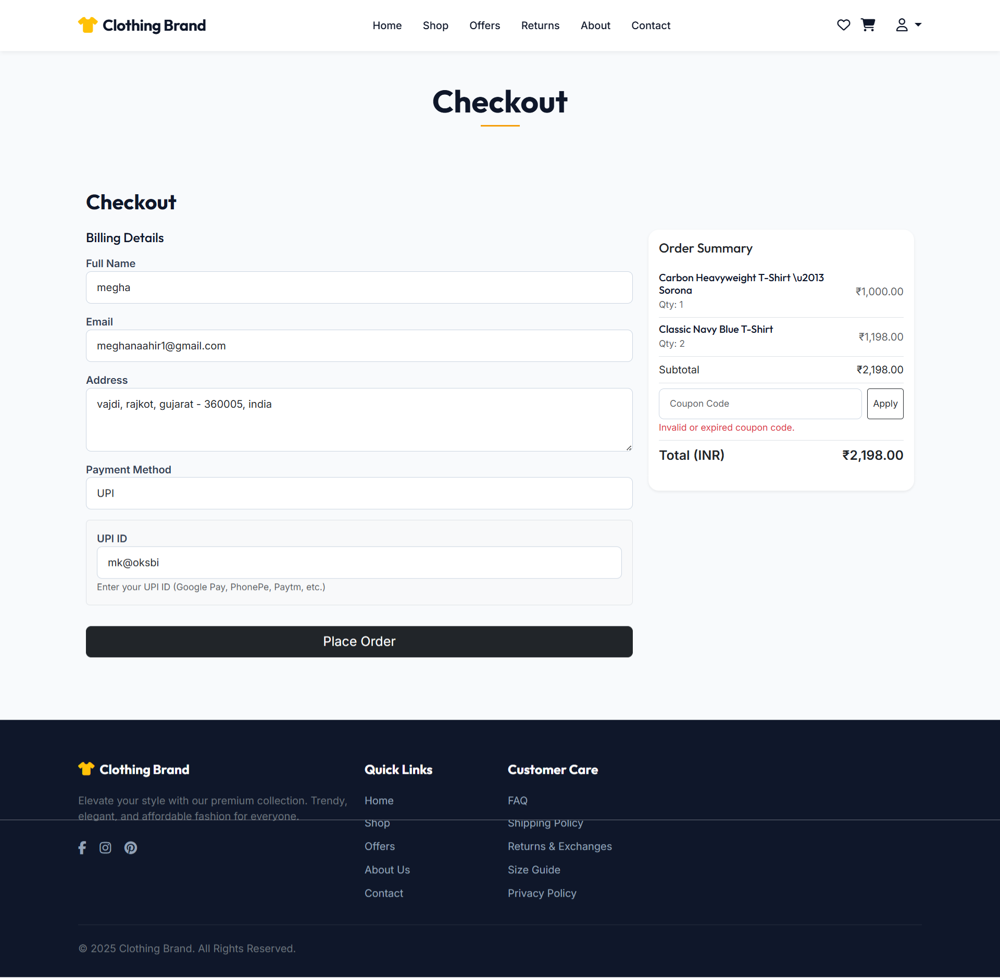 Clothing Brand
Home
Shop
Offers
Returns
About
Contact
Checkout
Checkout
Billing Details
Full Name
megha
Email
meghanaahir1@gmail.com
Address
vajdi, rajkot, gujarat - 360005, india
Payment Method
UPI
UPI ID
mk@oksbi
Enter your UPI ID (Google Pay, PhonePe, Paytm, etc.)
Place Order
Order Summary
Carbon Heavyweight T-Shirt \u2013
Sorona
Qty: 1
₹1,000.00
Classic Navy Blue T-Shirt
Qty: 2
₹1,198.00
Subtotal
₹2,198.00
Coupon Code
Apply
Invalid or expired coupon code.
Total (INR)
₹2,198.00
Clothing Brand
Elevate your style with our premium collection. Trendy,
elegant, and affordable fashion for everyone.
Quick Links
Home
Shop
Offers
About Us
Contact
Customer Care
FAQ
Shipping Policy
Returns & Exchanges
Size Guide
Privacy Policy
© 2025 Clothing Brand. All Rights Reserved.